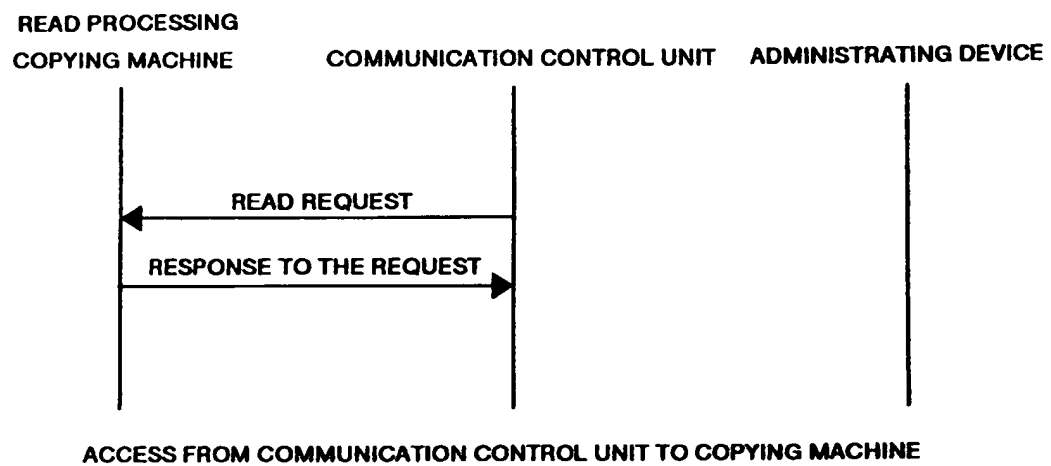 READ PROCESSING
COPYING MACHINE
COMMUNICATION CONTROL UNIT
ADMINISTRATING DEVICE
READ REQUEST
RESPONSE TO THE REQUEST
ACCESS FROM COMMUNICATION CONTROL UNIT TO COPYING MACHINE